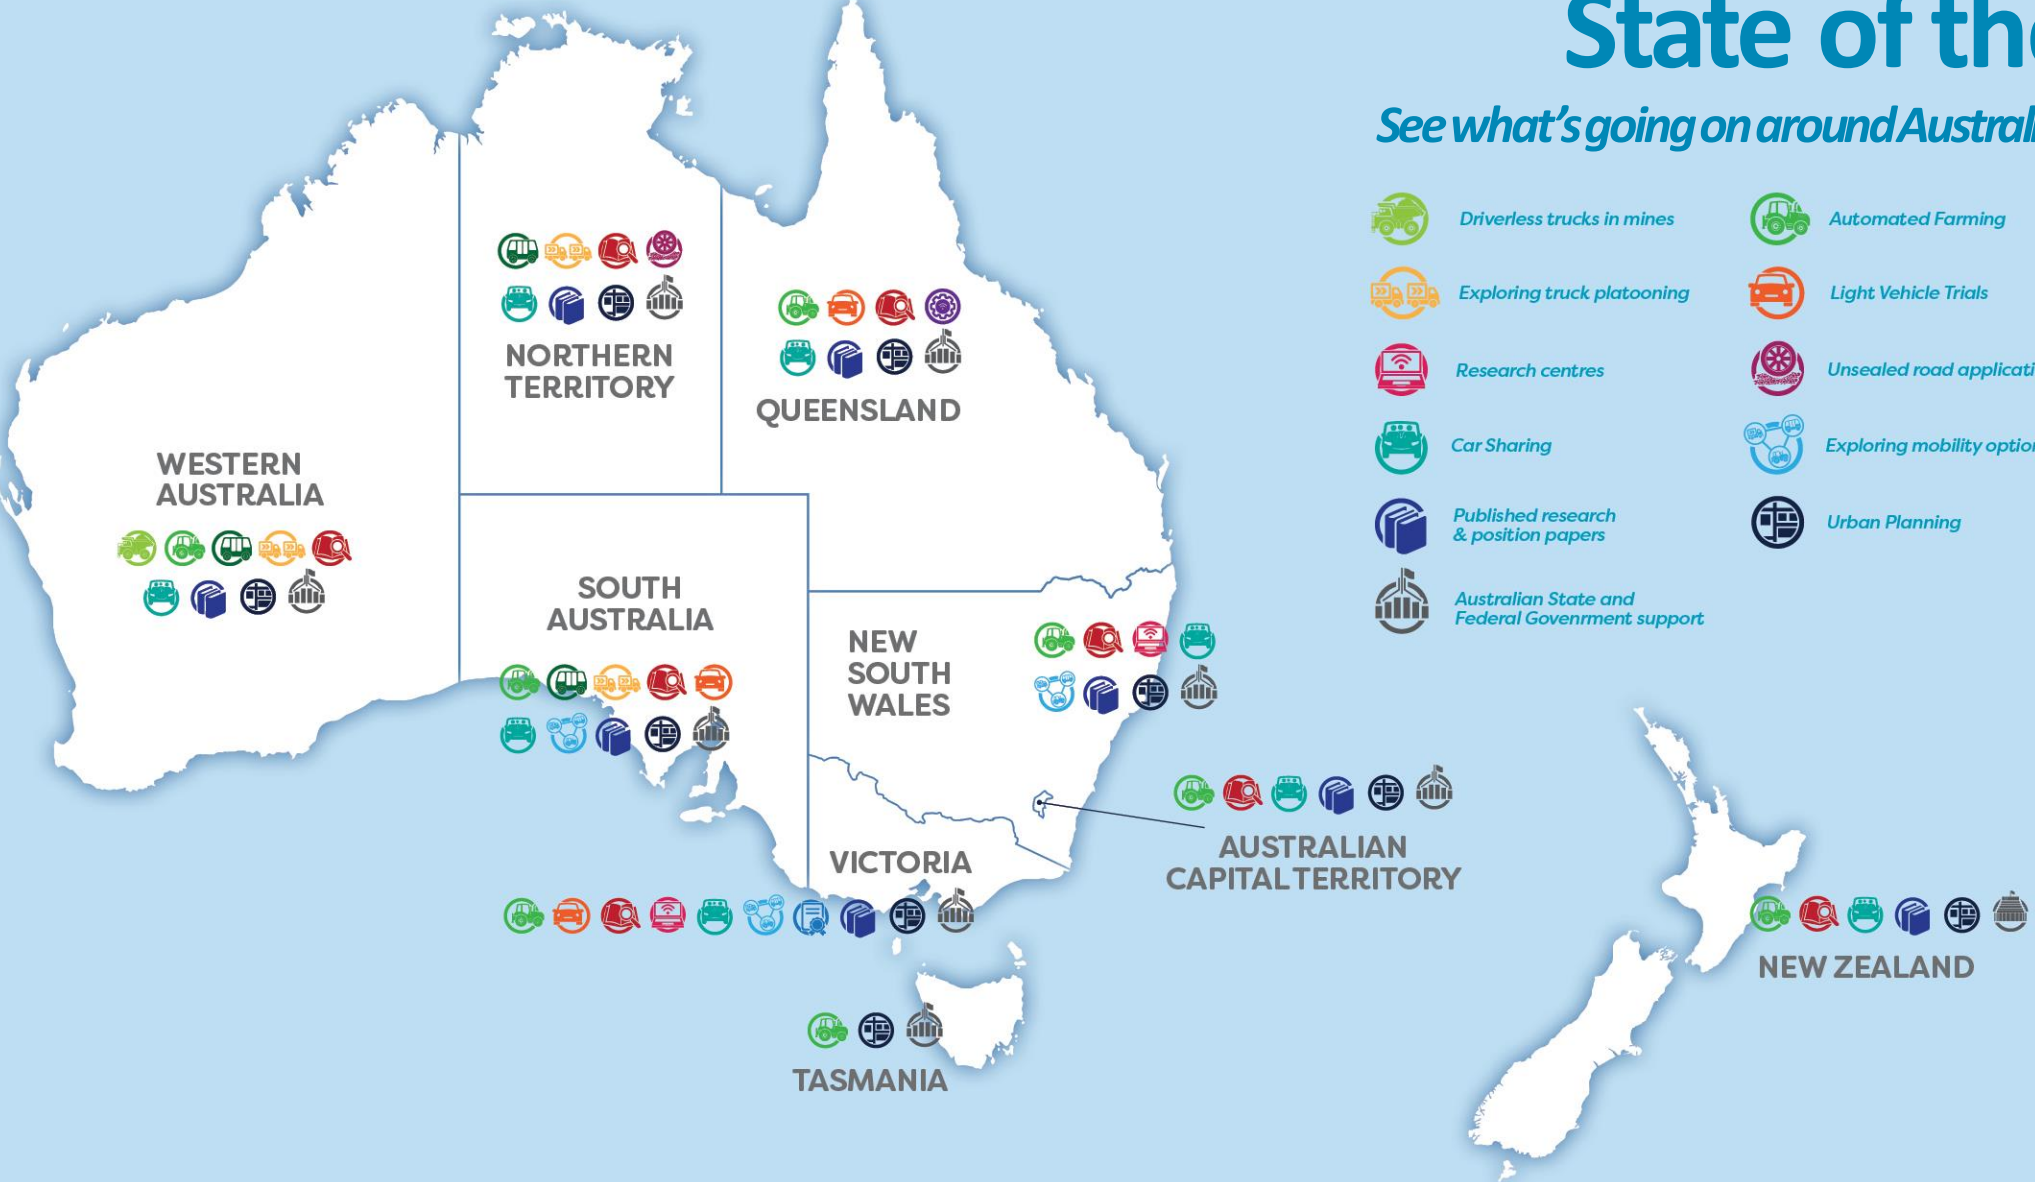 State of the
See what's going on around Australi
Driverless trucks in mines
Automated Farming
Exploring truck platooning
Light Vehicle Trials
Research centres
Unsealed road applicati
Car Sharing
Exploring mobility option
Published research
& position papers
Urban Planning
Australian State and
Federal Govenrment support
NORTHERN
TERRITORY
QUEENSLAND
WESTERN
AUSTRALIA
SOUTH
AUSTRALIA
NEW
SOUTH
WALES
VICTORIA
AUSTRALIAN
CAPITAL TERRITORY
NEW ZEALAND
TASMANIA